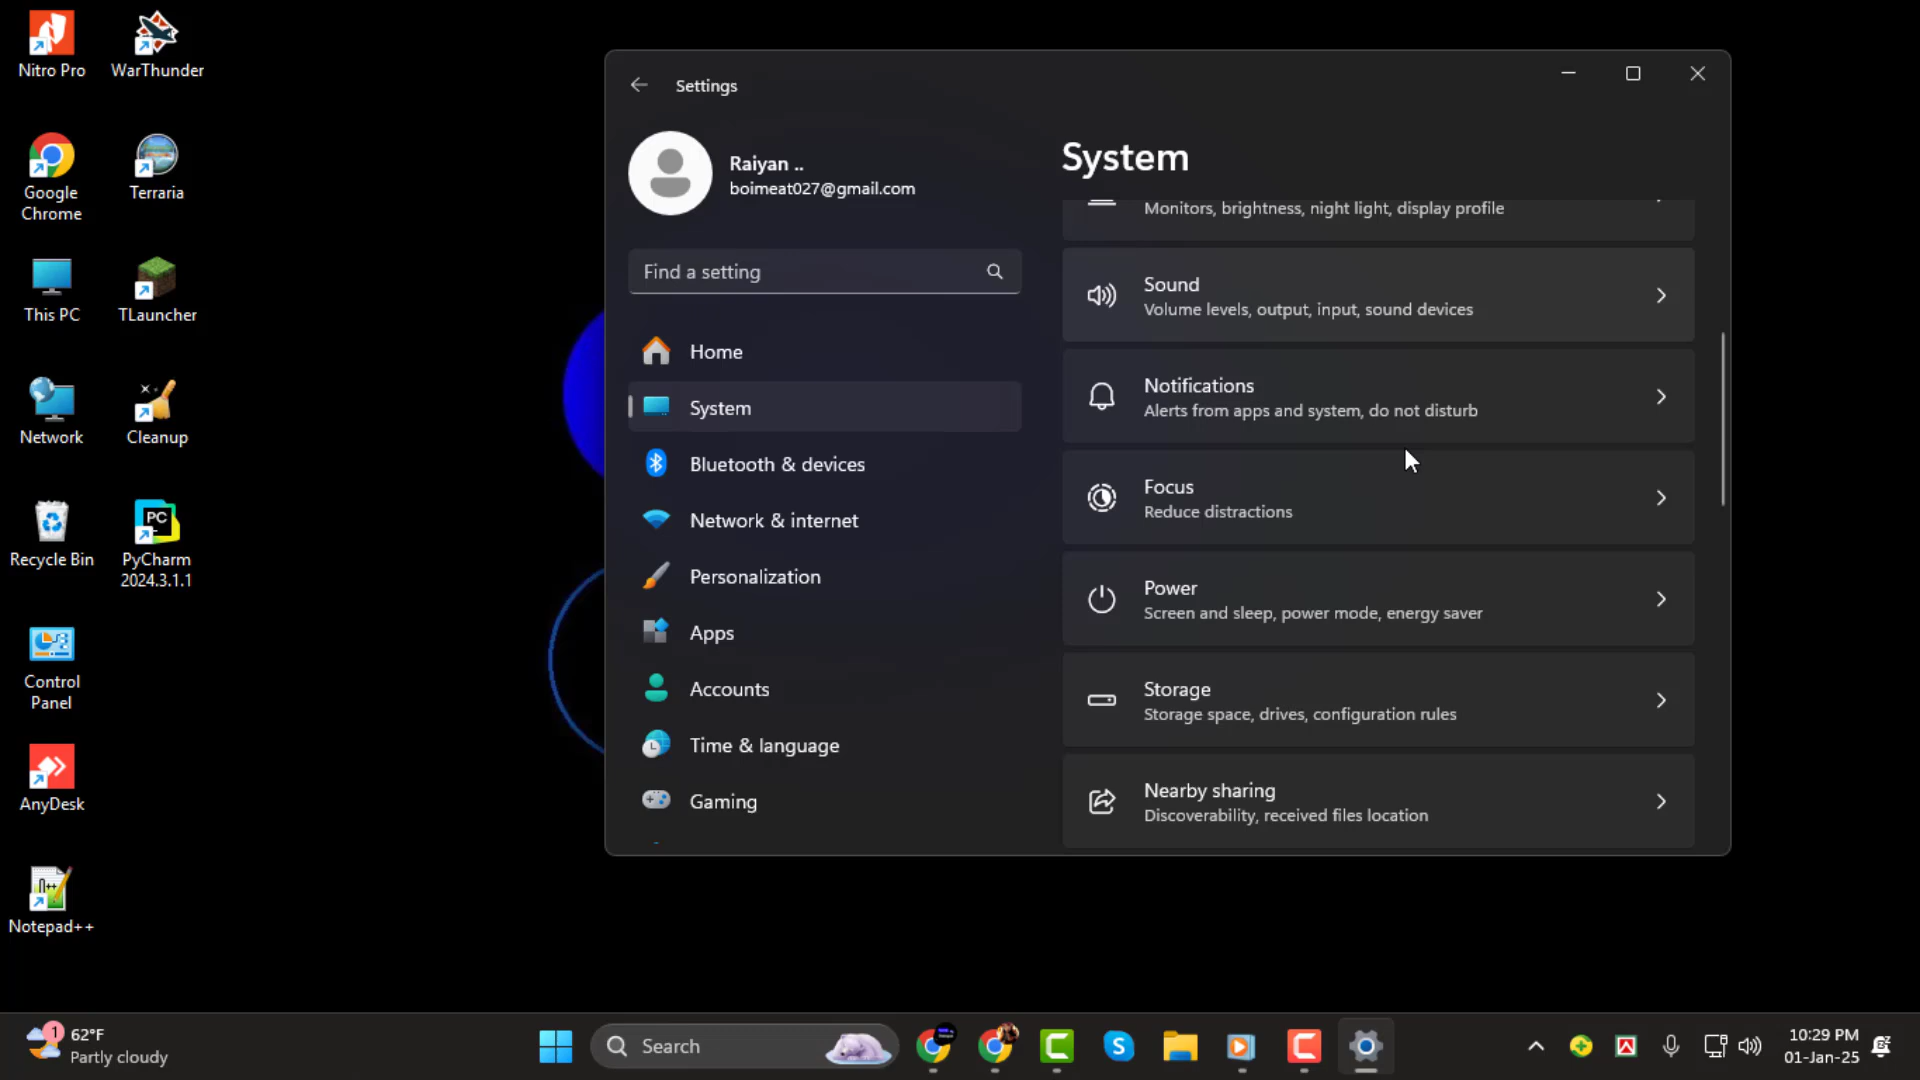 Nitro Pro
WarThunder
Google
Chrome
Terraria
This PC
TLauncher
Network
Cleanup
Recycle Bin
PyCharm
2024.3.1.1
PC
Control
Panel
AnyDesk
Notepad++
Settings
Raiyan ..
boimeat027@gmail.com
Find a setting
Home
System
Bluetooth & devices
Network & internet
Personalization
Apps
Accounts
Time & language
Gaming
System
Monitors, brightness, night light, display profile
Sound
Volume levels, output, input, sound devices
Notifications
Alerts from apps and system, do not disturb
Focus
Reduce distractions
Power
Screen and sleep, power mode, energy saver
Storage
Storage space, drives, configuration rules
Nearby sharing
Discoverability, received files location
1
62°F
Partly cloudy
Search
10:29 PM
01-Jan-25